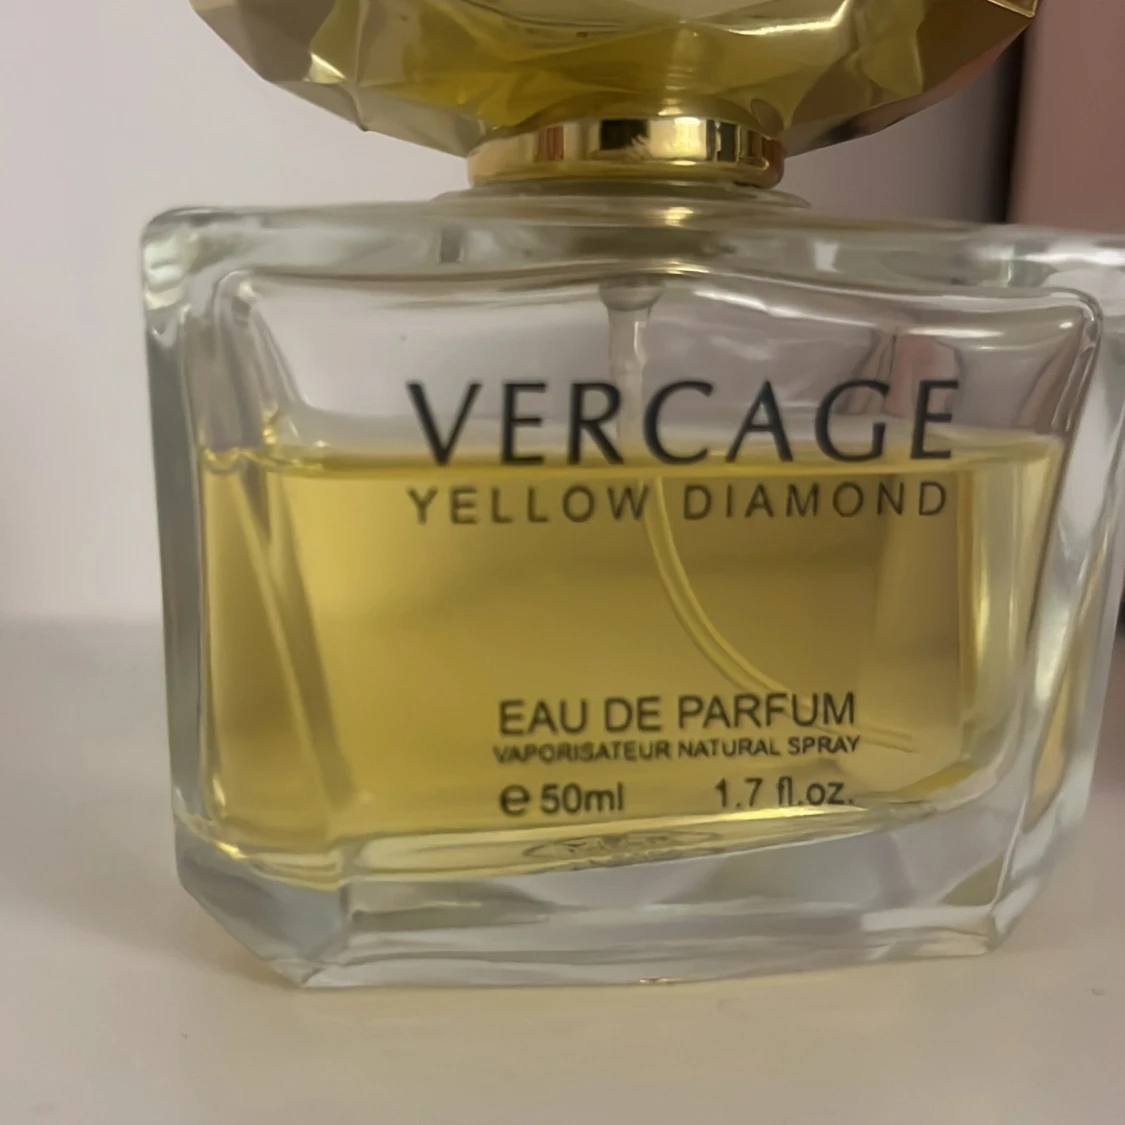 VERCAGE
YELLOW DIAMOND
EAU DE PARFUM
VAPORISATEUR NATURAL SPRAY
℮ 50ml 1.7 fl.oz.